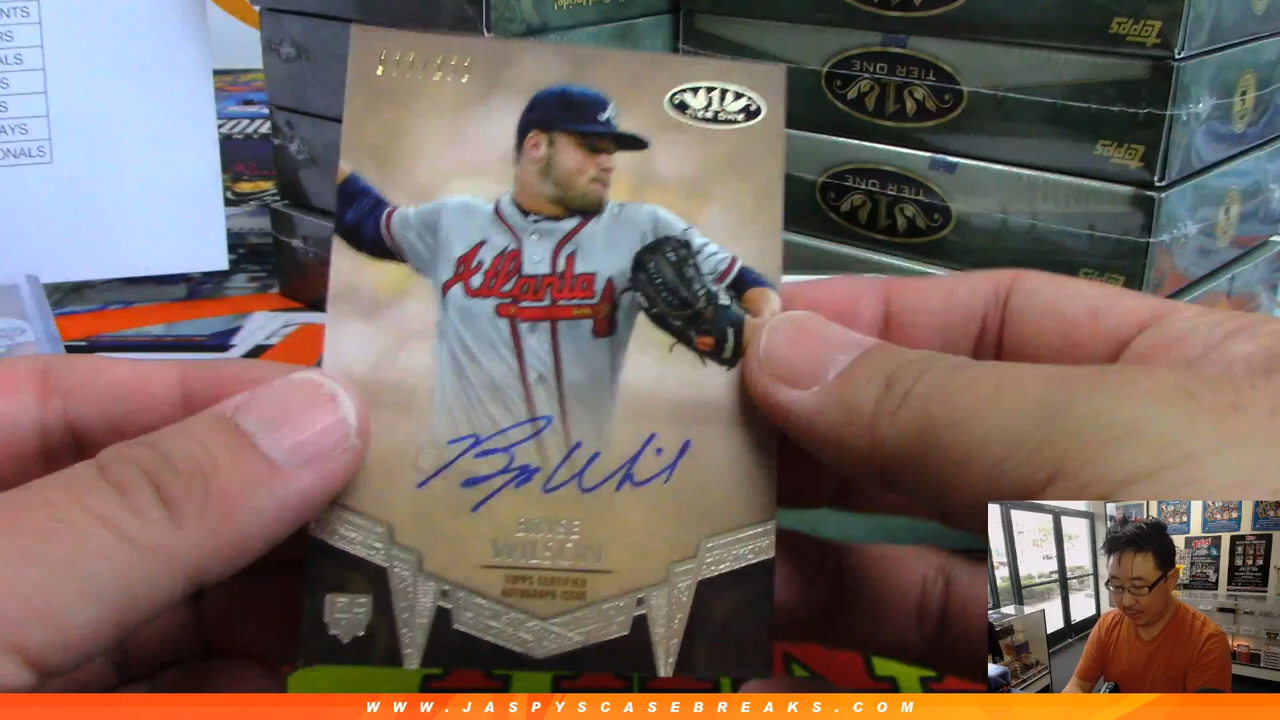 NTS
RS
ALS
S
S
AYS
ONALS
TIER ONE
Atlanta
BRYSE
WILSON
TOPPS CERTIFIED
AUTOGRAPH ISSUE
RC
Topps
TIER ONE
Topps
TIER ONE
WWW.JASPYSCASEBREAKS.COM